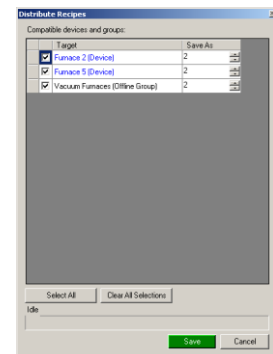 Distribute Recipes
Compatible devices and groups:
Target Save As
Furnace 2 (Device) 2
Furnace 5 (Device) 2
Vacuum Furnaces (Offline Group) 2
Select All Clear All Selections
Idle
Save Cancel